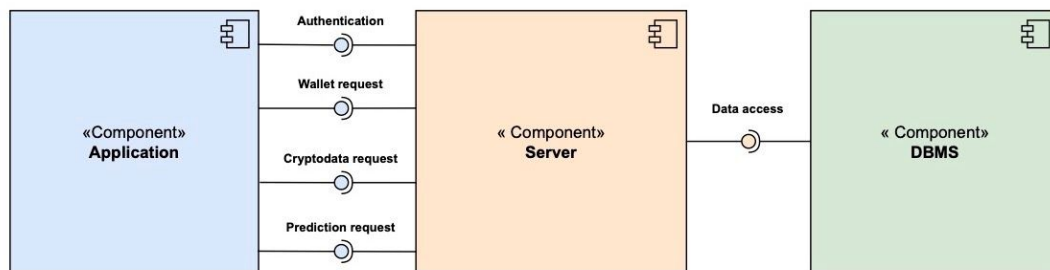 Authentication
Wallet request
Cryptodata request
Prediction request
«Component»
Application
« Component»
Server
Data access
« Component»
DBMS